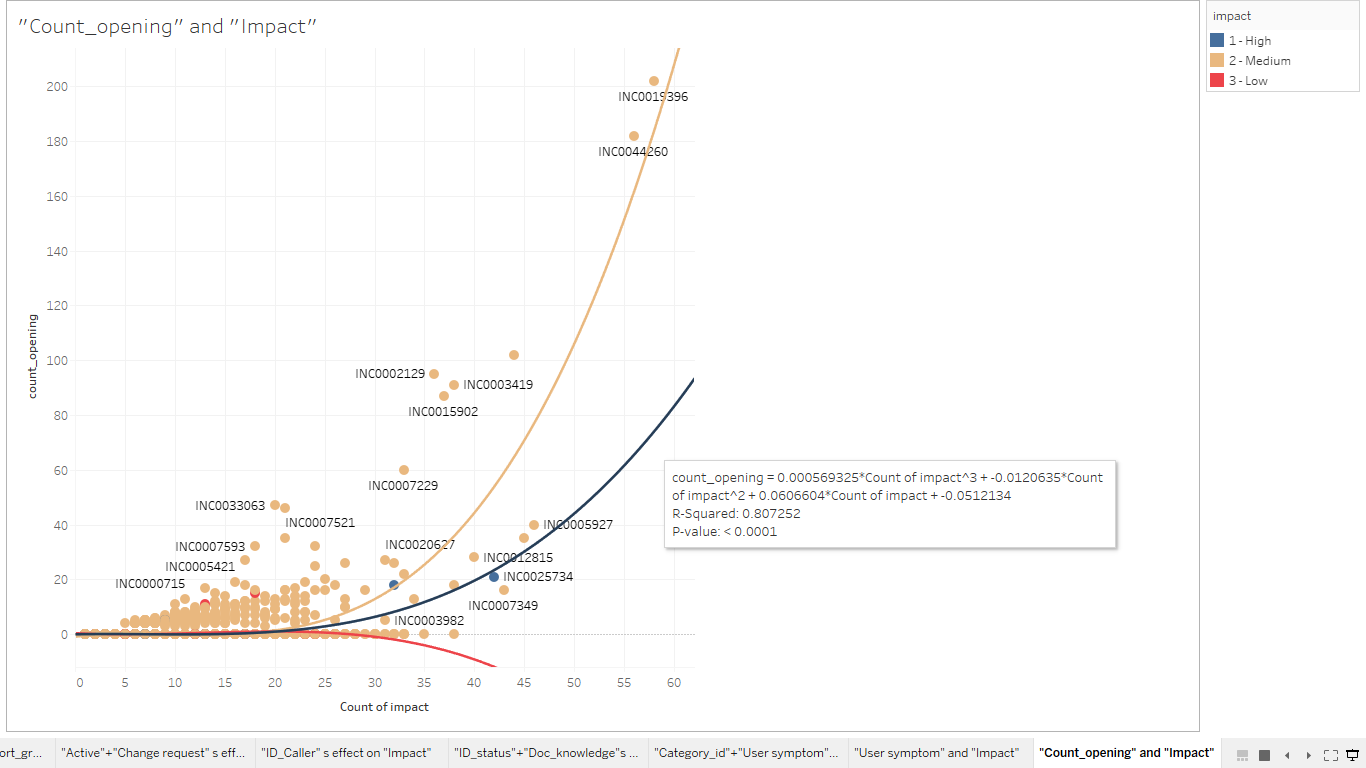 "Count_opening" and "Impact"
impact
1 - High
2 - Medium
3 - Low
200
180
160
140
120
100
80
60
40
20
0
count_opening
INC0019396
INC0044260
INC0002129
INC0003419
INC0015902
INC0007229
INC0033063
INC0007521
INC0005927
INC0007593
INC0020627
INC0012815
INC0005421
INC0025734
INC0000715
INC0007349
INC0003982
count_opening = 0.000569325*Count of impact^3 + -0.0120635*Count
of impact^2 + 0.0606604*Count of impact + -0.0512134
R-Squared: 0.807252
P-value: < 0.0001
0 5 10 15 20 25 30 35 40 45 50 55 60
Count of impact
ort_gr...
"Active"+"Change request" s eff...
"ID_Caller" s effect on "Impact"
"ID_status"+"Doc_knowledge"s ...
"Category_id"+"User symptom"...
"User symptom" and "Impact"
"Count_opening" and "Impact"